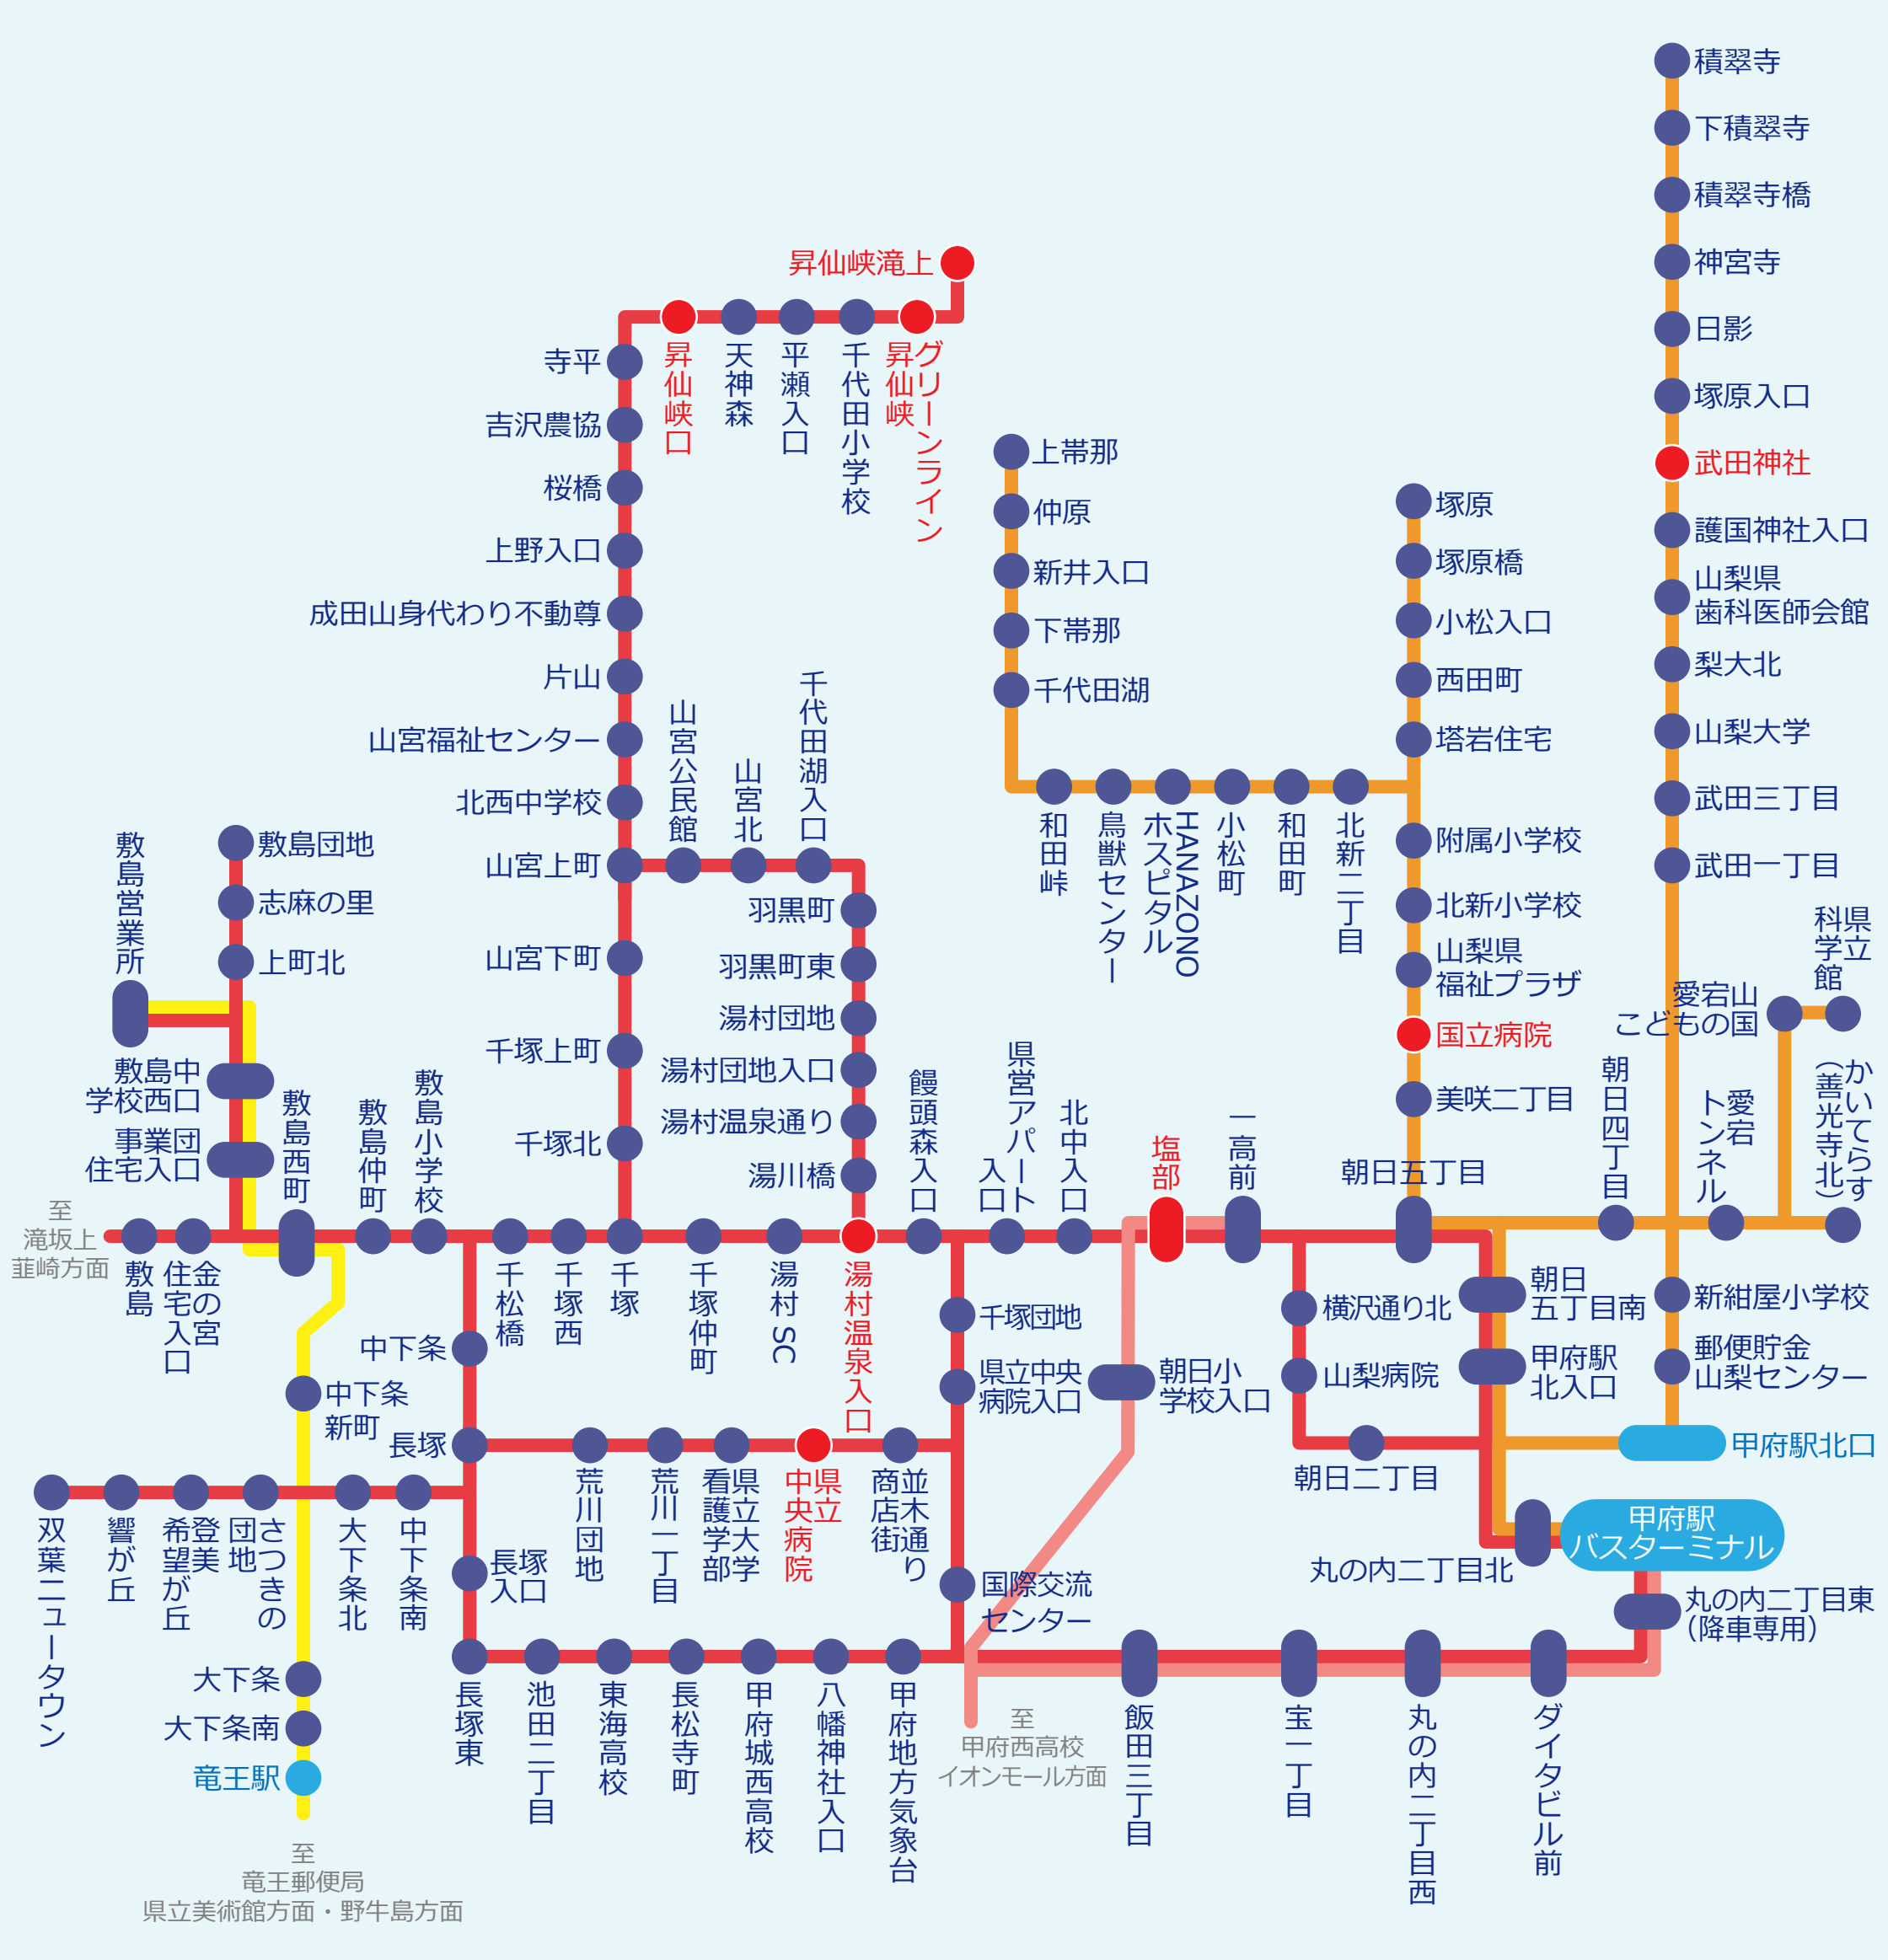 積翠寺
下積翠寺
積翠寺橋
神宮寺
日影
塚原入口
武田神社
護国神社入口
山梨県
歯科医師会館
梨大北
山梨大学
武田三丁目
武田一丁目
昇仙峡滝上
グリーンライン
昇仙峡
千代田小学校
平瀬入口
天神森
昇仙峡口
寺平
吉沢農協
桜橋
上野入口
成田山身代わり不動尊
片山
山宮福祉センター
北西中学校
山宮上町
山宮下町
千塚上町
千塚北
山宮公民館
山宮北
千代田湖入口
羽黒町
羽黒町東
湯村団地
湯村団地入口
湯村温泉通り
湯川橋
上帯那
仲原
新井入口
下帯那
千代田湖
和田峠
鳥獣センター
HANAZONO
ホスピタル
小松町
和田町
北新二丁目
塚原
塚原橋
小松入口
西田町
塔岩住宅
附属小学校
北新小学校
山梨県
福祉プラザ
国立病院
美咲二丁目
朝日五丁目
県立
科学館
愛宕山
こどもの国
かいてらす
(善光寺北)
愛宕
トンネル
朝日四丁目
敷島営業所
敷島団地
志麻の里
上町北
敷島中
学校西口
事業団
住宅入口
敷島西町
敷島仲町
敷島小学校
饅頭森入口
県営アパート
入口
北中入口
塩部
一高前
至
滝坂上
韮崎方面
敷島
金の宮
住宅入口
千松橋
千塚西
千塚
千塚仲町
湯村 SC
湯村温泉入口
中下条
長塚
中下条
新町
千塚団地
県立中央
病院入口
朝日小
学校入口
横沢通り北
山梨病院
朝日二丁目
朝日
五丁目南
甲府駅
北入口
新紺屋小学校
郵便貯金
山梨センター
甲府駅北口
甲府駅
バスターミナル
丸の内二丁目北
丸の内二丁目東
(降車専用)
荒川団地
荒川一丁目
県立大学
看護学部
県立
中央病院
並木通り
商店街
双葉ニュータウン
響が丘
登美
希望が丘
さつきの
団地
大下条北
中下条南
長塚
入口
国際交流
センター
大下条
大下条南
竜王駅
長塚東
池田二丁目
東海高校
長松寺町
甲府城西高校
八幡神社入口
甲府地方気象台
至
甲府西高校
イオンモール方面
飯田三丁目
宝一丁目
丸の内二丁目西
ダイタビル前
至
竜王郵便局
県立美術館方面・野牛島方面